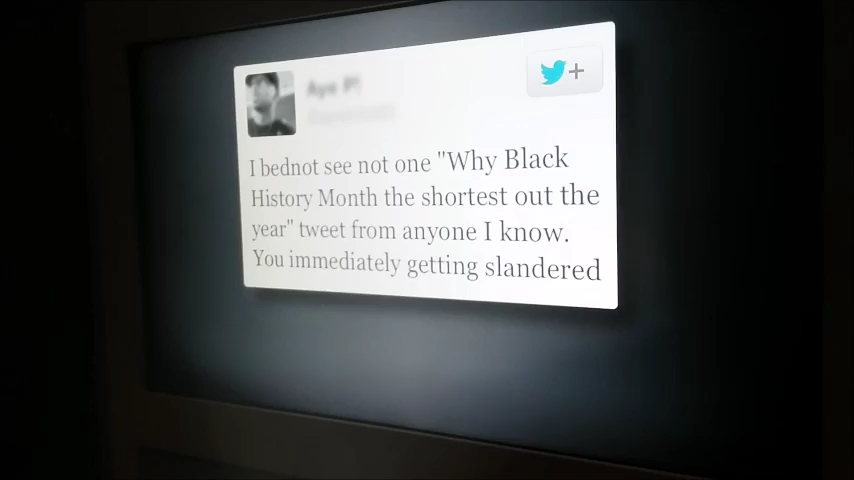 I bednot see not one "Why Black
History Month the shortest out the
year" tweet from anyone I know.
You immediately getting slandered